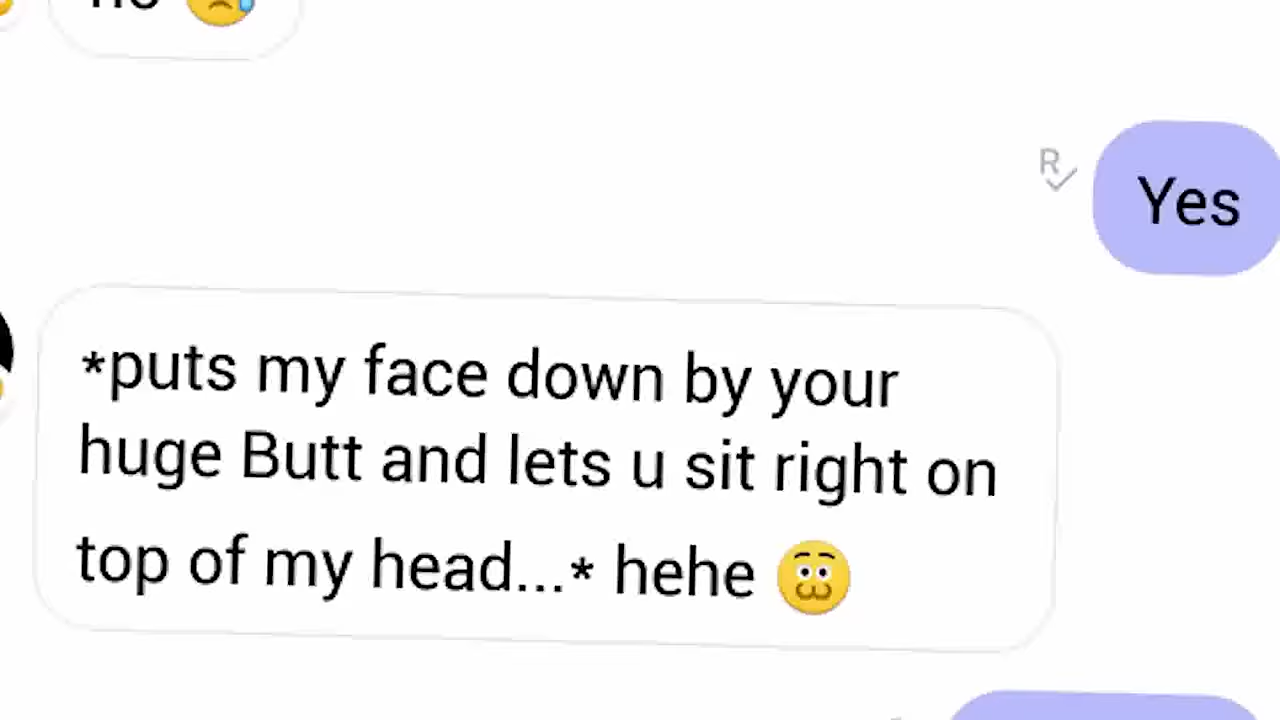 no 😥
R
Yes
*puts my face down by your
huge Butt and lets u sit right on
top of my head...* hehe